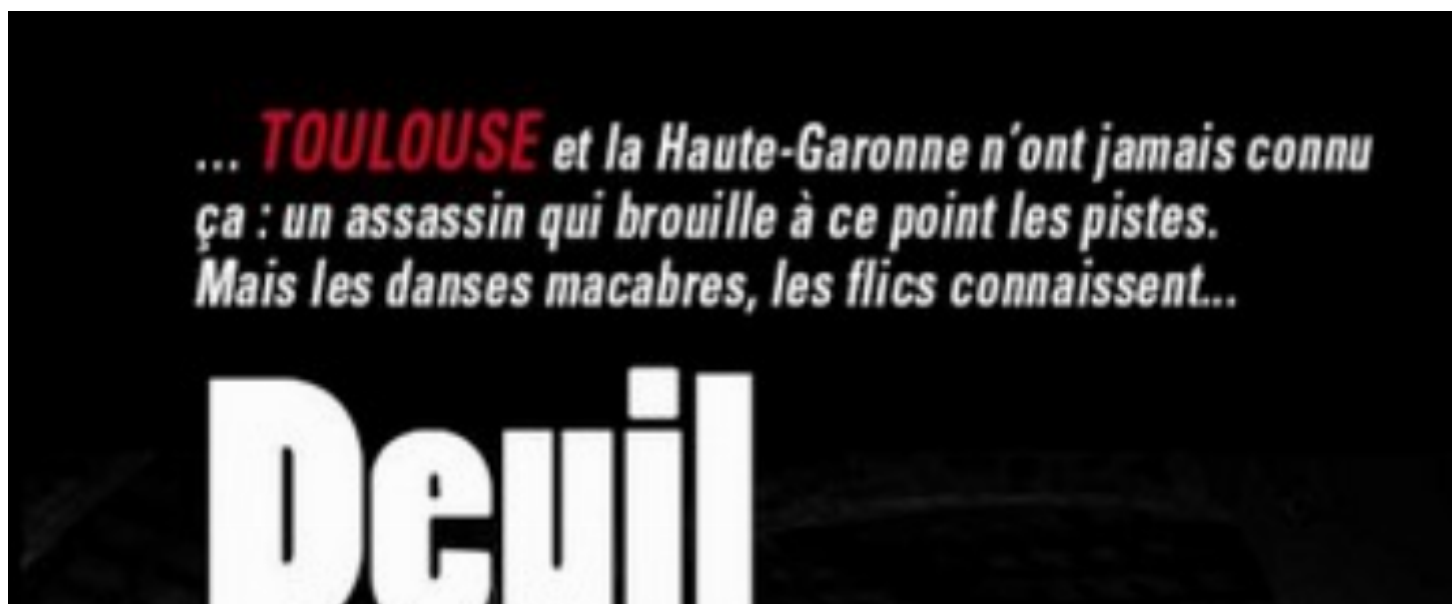 ... TOULOUSE et la Haute-Garonne n'ont jamais connu
ça : un assassin qui brouille à ce point les pistes.
Mais les danses macabres, les flics connaissent...
Deuil